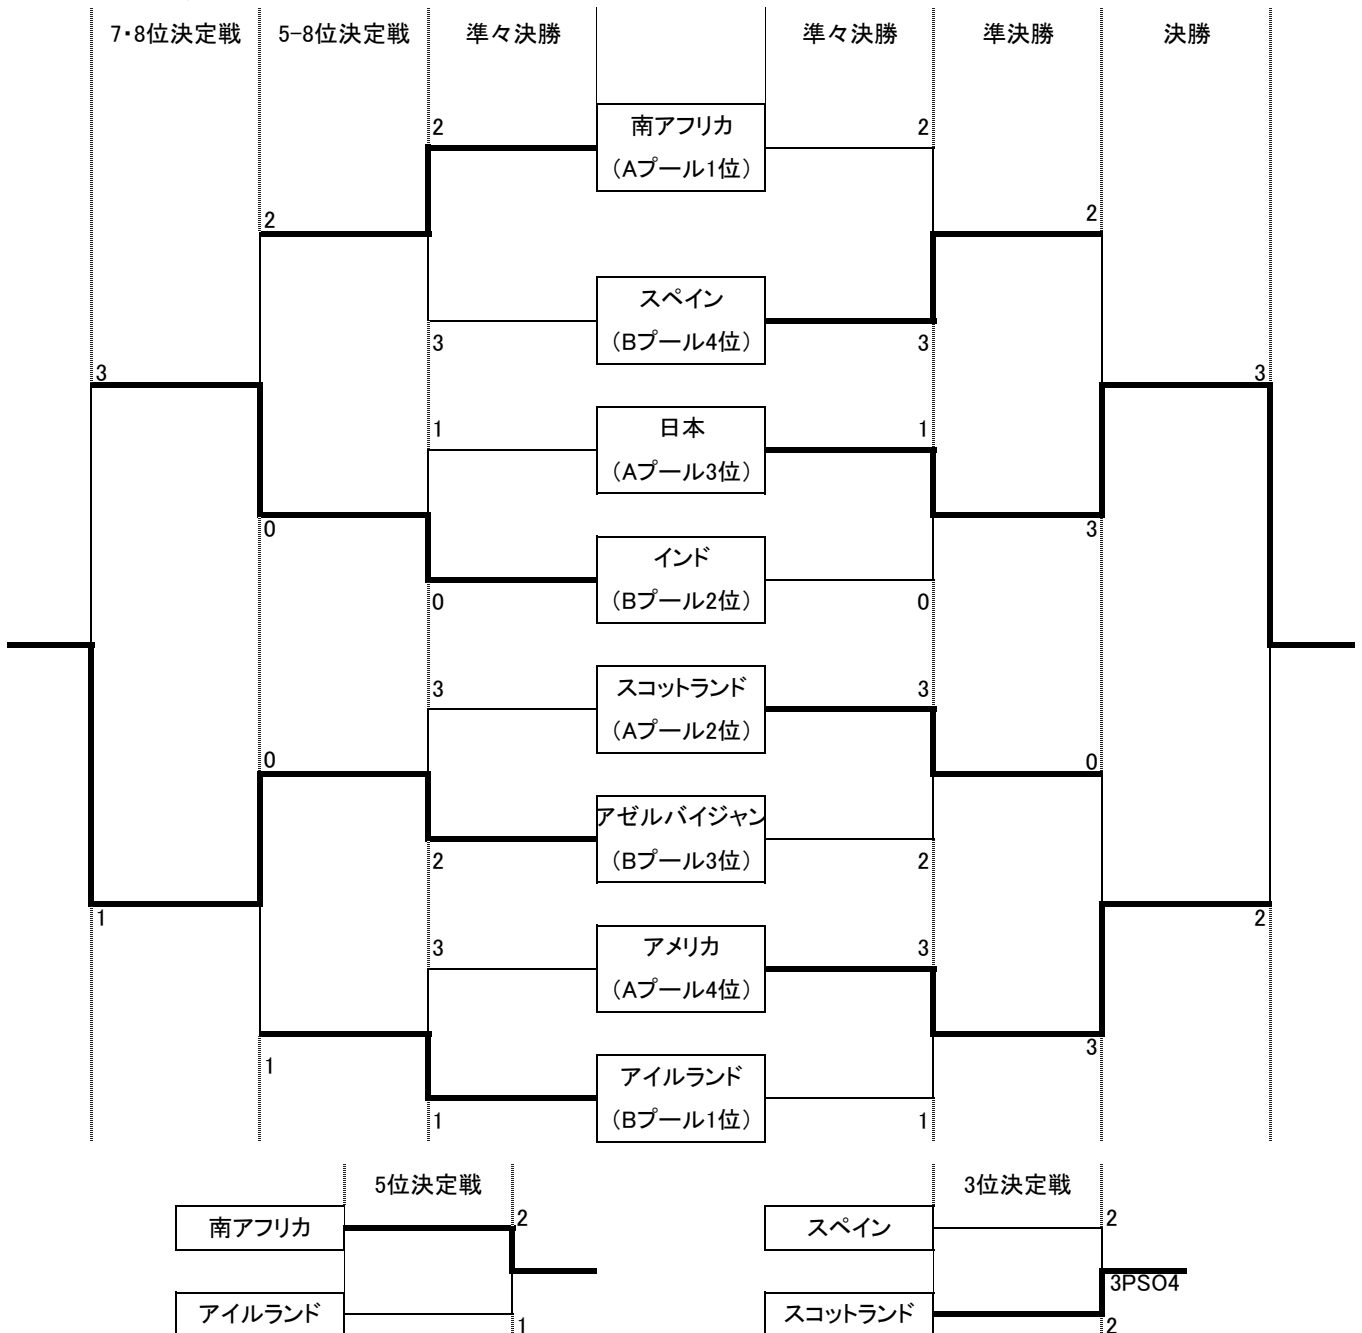 7・8位決定戦 5-8位決定戦 準々決勝 準々決勝 準決勝 決勝
2 南アフリカ 2
(Aプール1位)
2 2
スペイン
3 (Bプール4位) 3
3 3
1 日本 1
(Aプール3位)
0 3
インド
0 (Bプール2位) 0
3 スコットランド 3
(Aプール2位)
0 0
アゼルバイジャン
2 (Bプール3位) 2
1 2
3 アメリカ 3
(Aプール4位)
1 3
アイルランド
1 (Bプール1位) 1
5位決定戦 3位決定戦
南アフリカ 2 スペイン 2
3PSO4
アイルランド 1 スコットランド 2